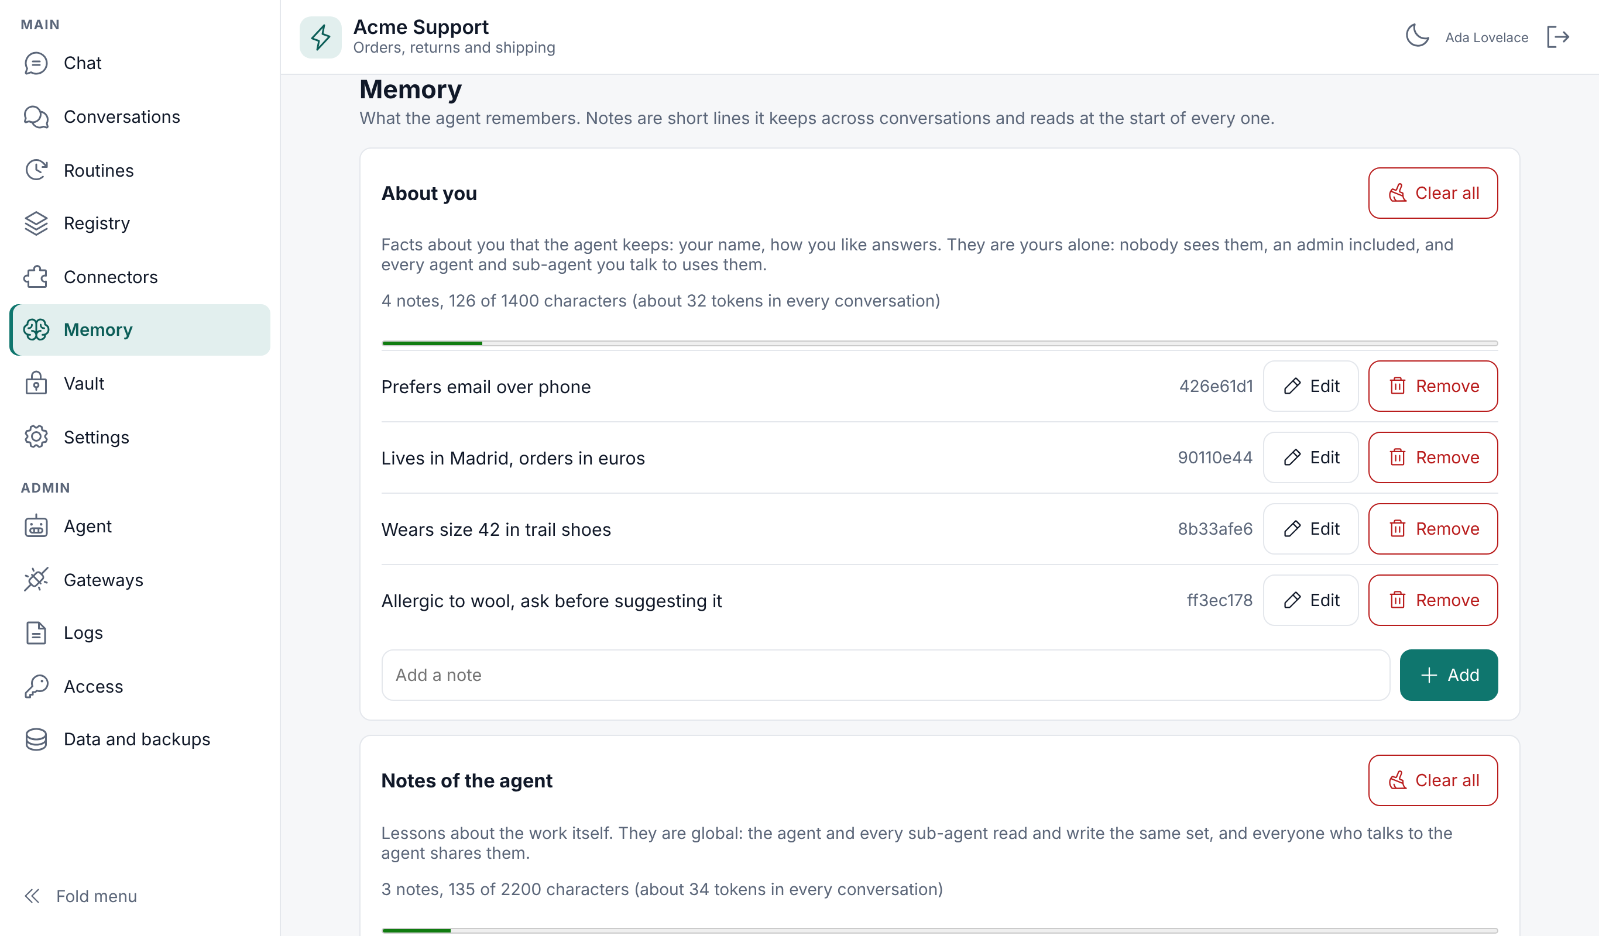 MAIN
Chat
Conversations
Routines
Registry
Connectors
Memory
Vault
Settings
ADMIN
Agent
Gateways
Logs
Access
Data and backups
Fold menu
Acme Support
Orders, returns and shipping
Ada Lovelace
Memory
What the agent remembers. Notes are short lines it keeps across conversations and reads at the start of every one.
About you
Clear all
Facts about you that the agent keeps: your name, how you like answers. They are yours alone: nobody sees them, an admin included, and
every agent and sub-agent you talk to uses them.
4 notes, 126 of 1400 characters (about 32 tokens in every conversation)
Prefers email over phone 426e61d1 Edit Remove
Lives in Madrid, orders in euros 90110e44 Edit Remove
Wears size 42 in trail shoes 8b33afe6 Edit Remove
Allergic to wool, ask before suggesting it ff3ec178 Edit Remove
Add a note Add
Notes of the agent
Clear all
Lessons about the work itself. They are global: the agent and every sub-agent read and write the same set, and everyone who talks to the
agent shares them.
3 notes, 135 of 2200 characters (about 34 tokens in every conversation)